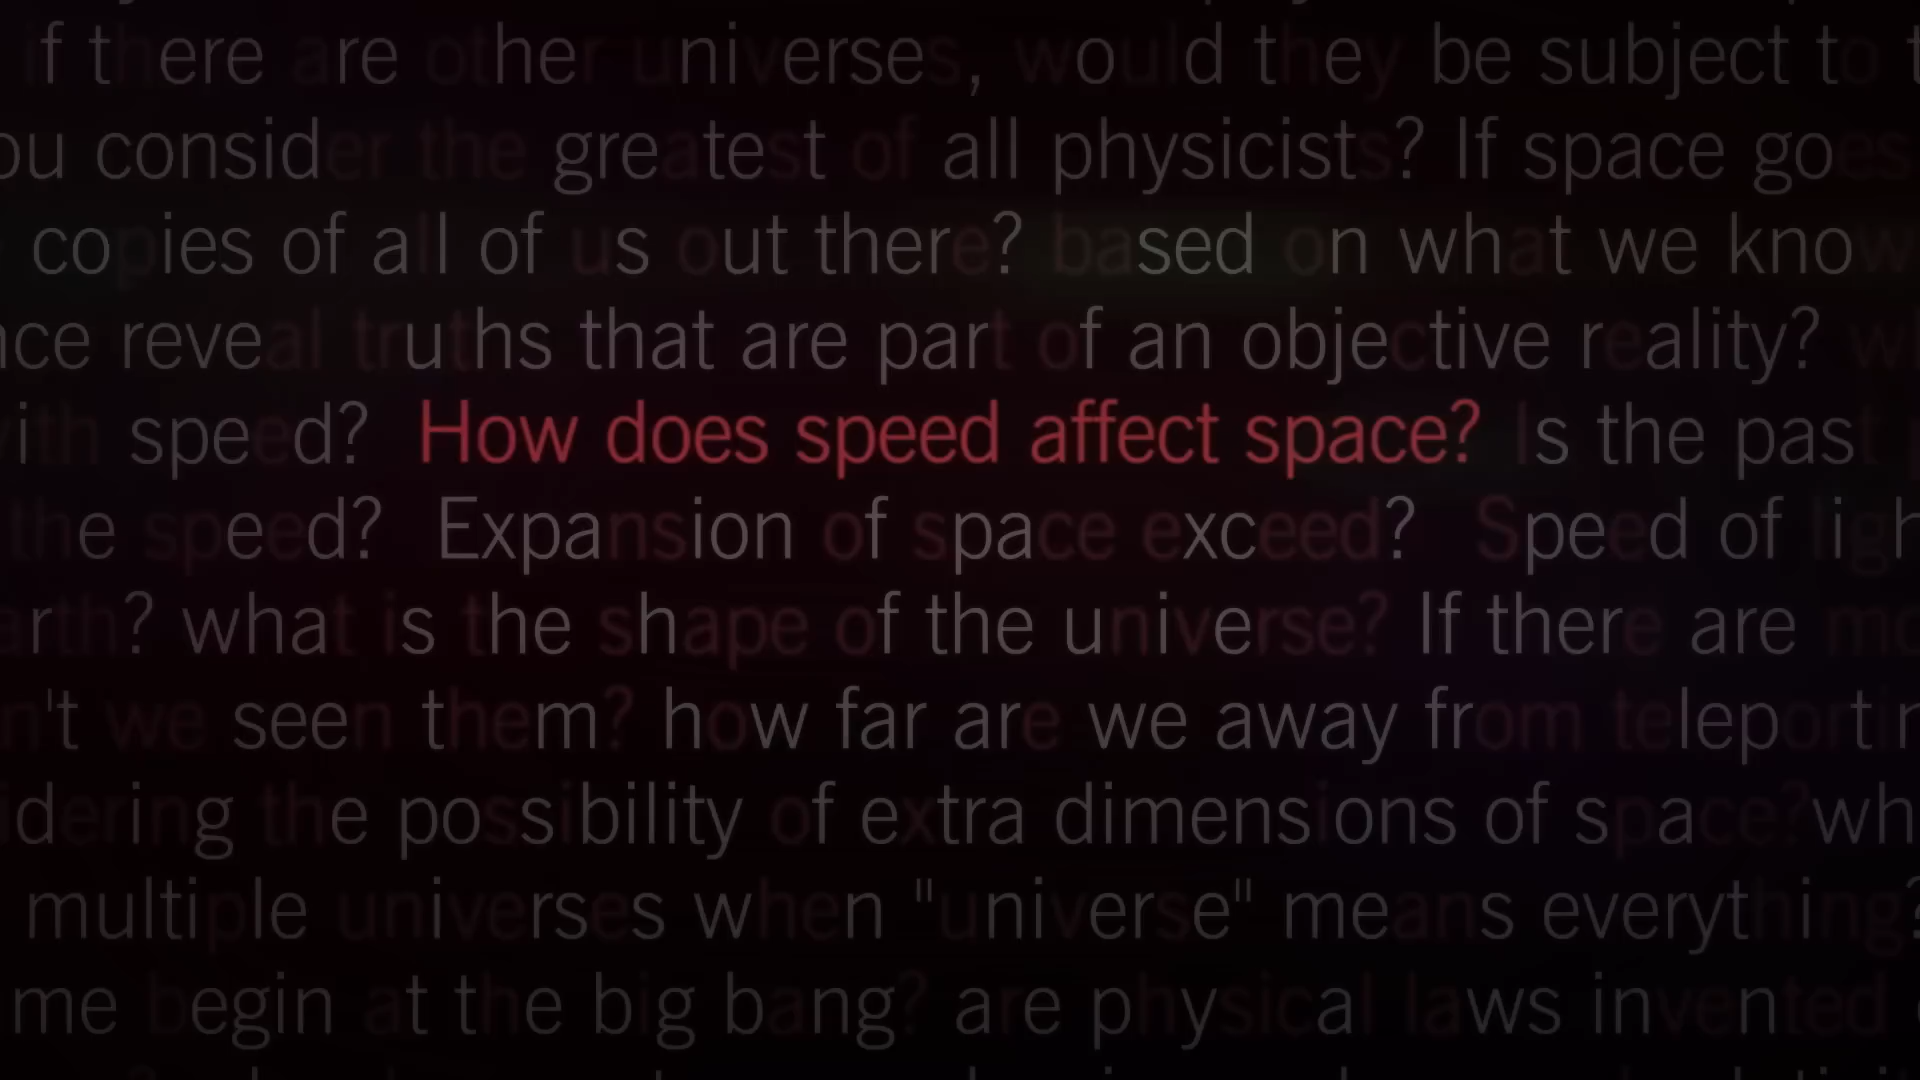 if there are other universes, would they be subject to t
ou consider the greatest of all physicists? If space goes
copies of all of us out there? based on what we know
nce reveal truths that are part of an objective reality?
with speed? How does speed affect space? Is the past
the speed? Expansion of space exceed? Speed of ligh
arth? what is the shape of the universe? If there are mo
n't we seen them? how far are we away from teleportin
idering the possibility of extra dimensions of space?wh
multiple universes when "universe" means everything?
me begin at the big bang? are physical laws invented